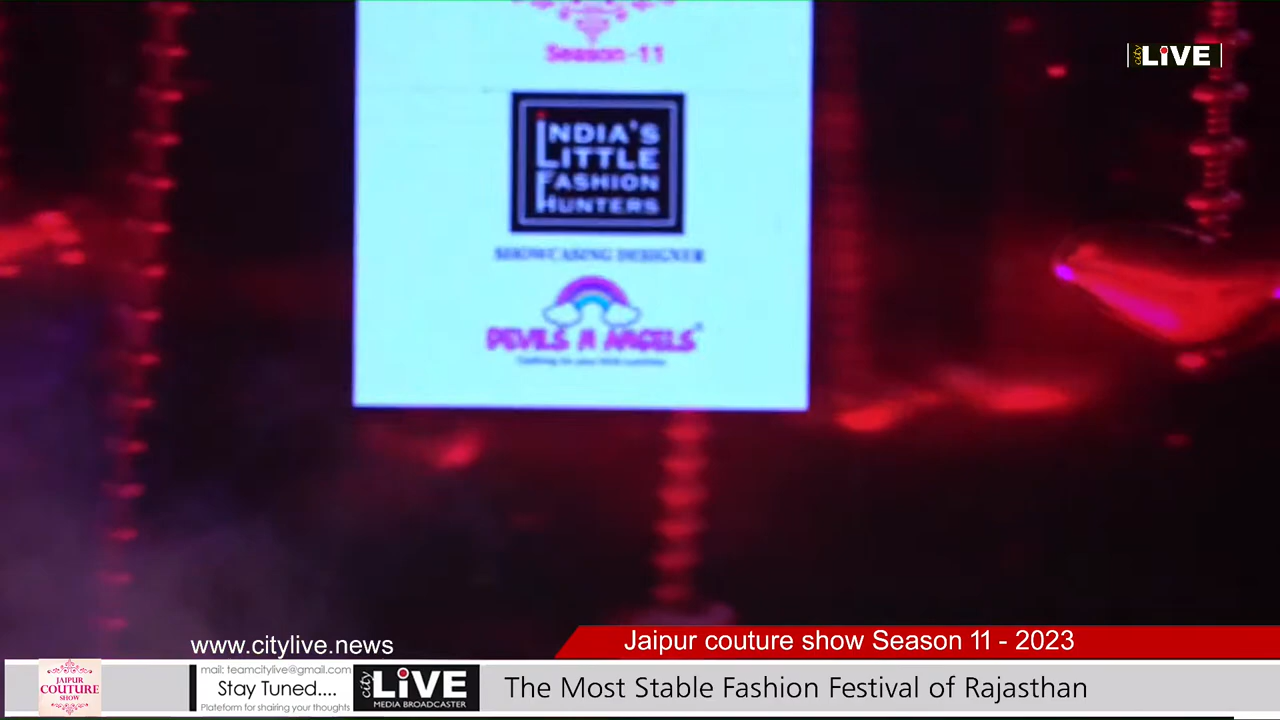 Season -11
city LiVE
INDIA'S
LITTLE
FASHION
HUNTERS
SHOWCASING DESIGNER
DEVILS N ANGELS
www.citylive.news
Jaipur couture show Season 11 - 2023
JAIPUR
COUTURE
SHOW
mail: teamcitylive@gmail.com
Stay Tuned....
Plateform for shairing your thoughts
city LiVE
MEDIA BROADCASTER
The Most Stable Fashion Festival of Rajasthan